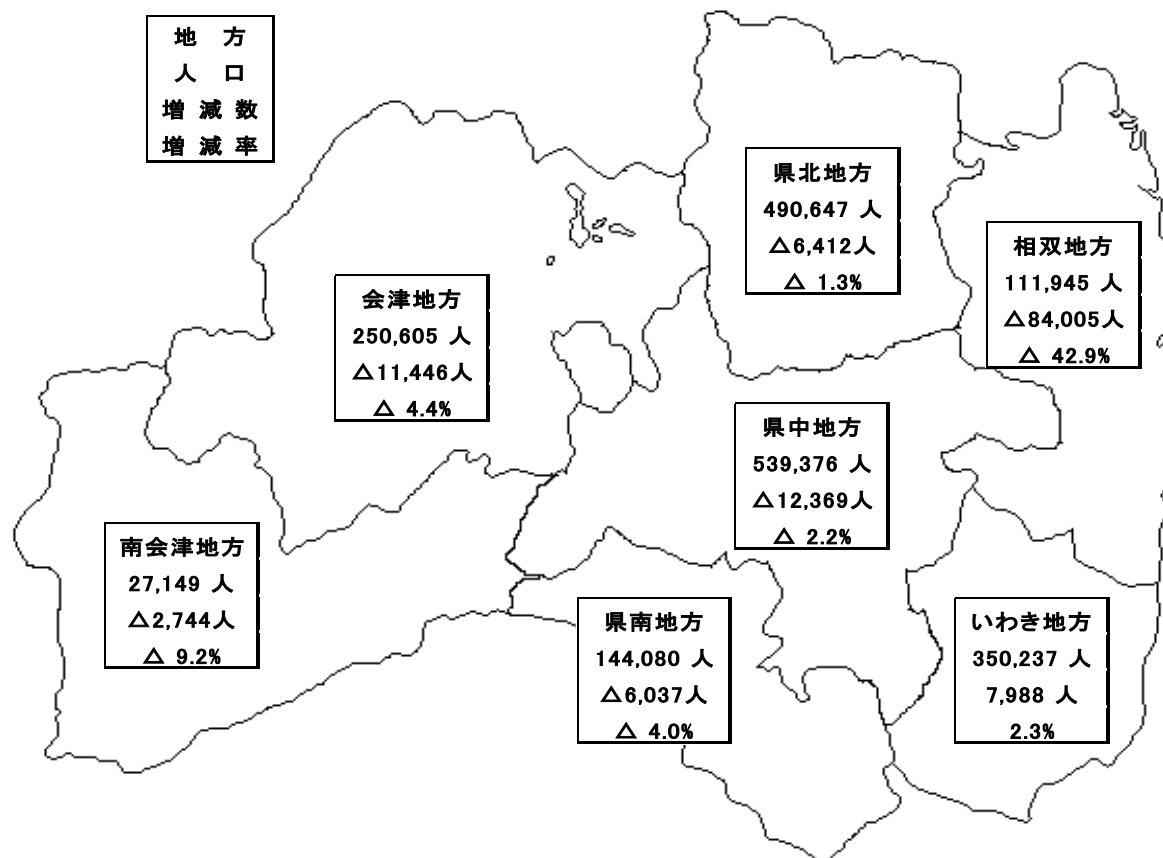 地 方
人 口
増 減 数
増 減 率
県北地方
490,647 人
△6,412人
△ 1.3%
相双地方
111,945 人
△84,005人
△ 42.9%
会津地方
250,605 人
△11,446人
△ 4.4%
県中地方
539,376 人
△12,369人
△ 2.2%
南会津地方
27,149 人
△2,744人
△ 9.2%
県南地方
144,080 人
△6,037人
△ 4.0%
いわき地方
350,237 人
7,988 人
2.3%